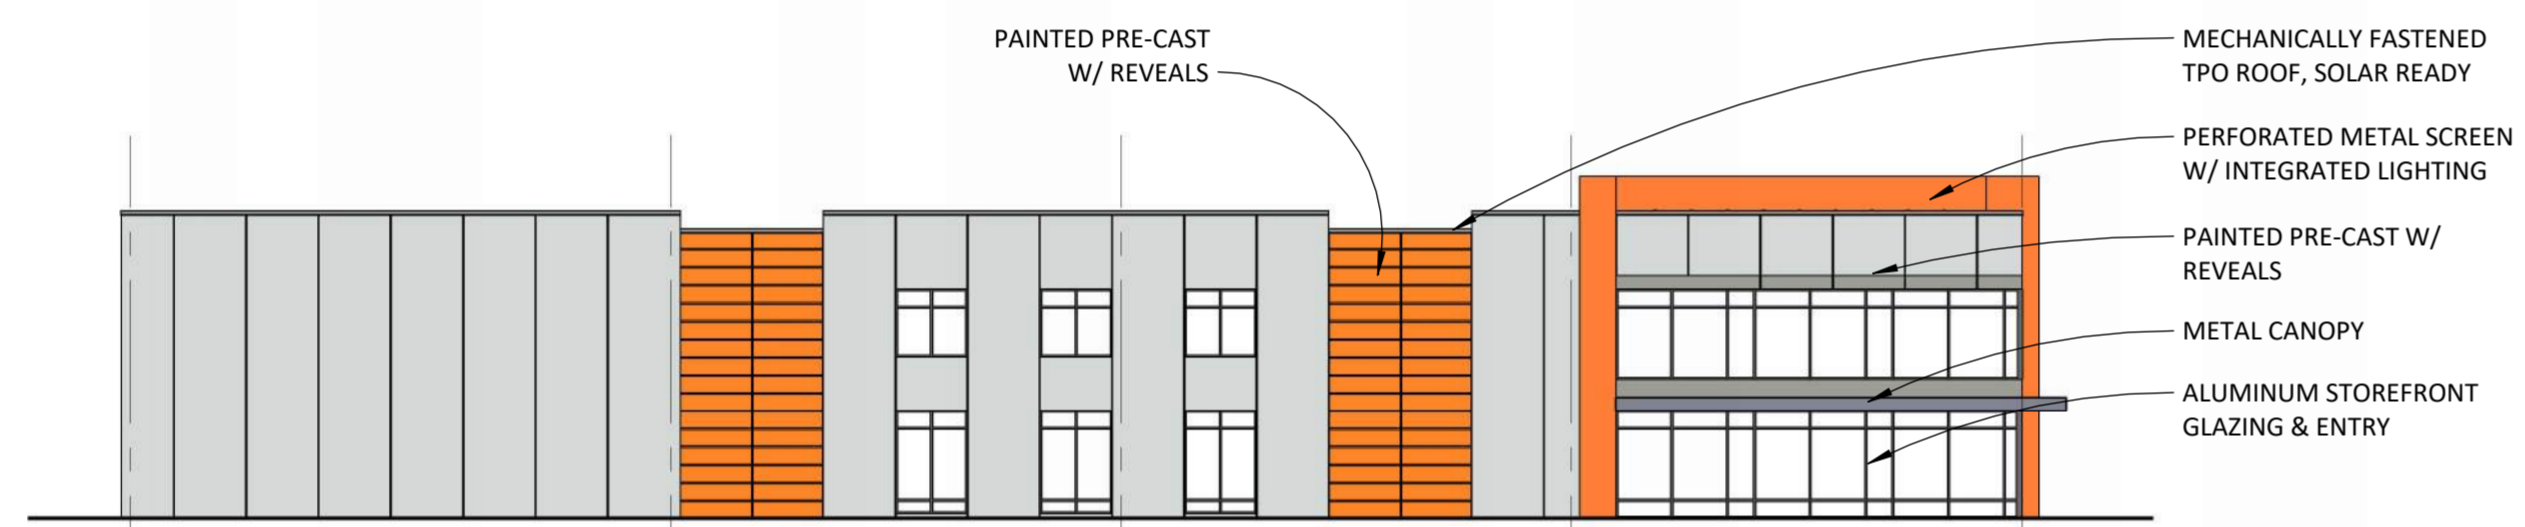 PAINTED PRE-CAST
W/ REVEALS
MECHANICALLY FASTENED
TPO ROOF, SOLAR READY
PERFORATED METAL SCREEN
W/ INTEGRATED LIGHTING
PAINTED PRE-CAST W/
REVEALS
METAL CANOPY
ALUMINUM STOREFRONT
GLAZING & ENTRY